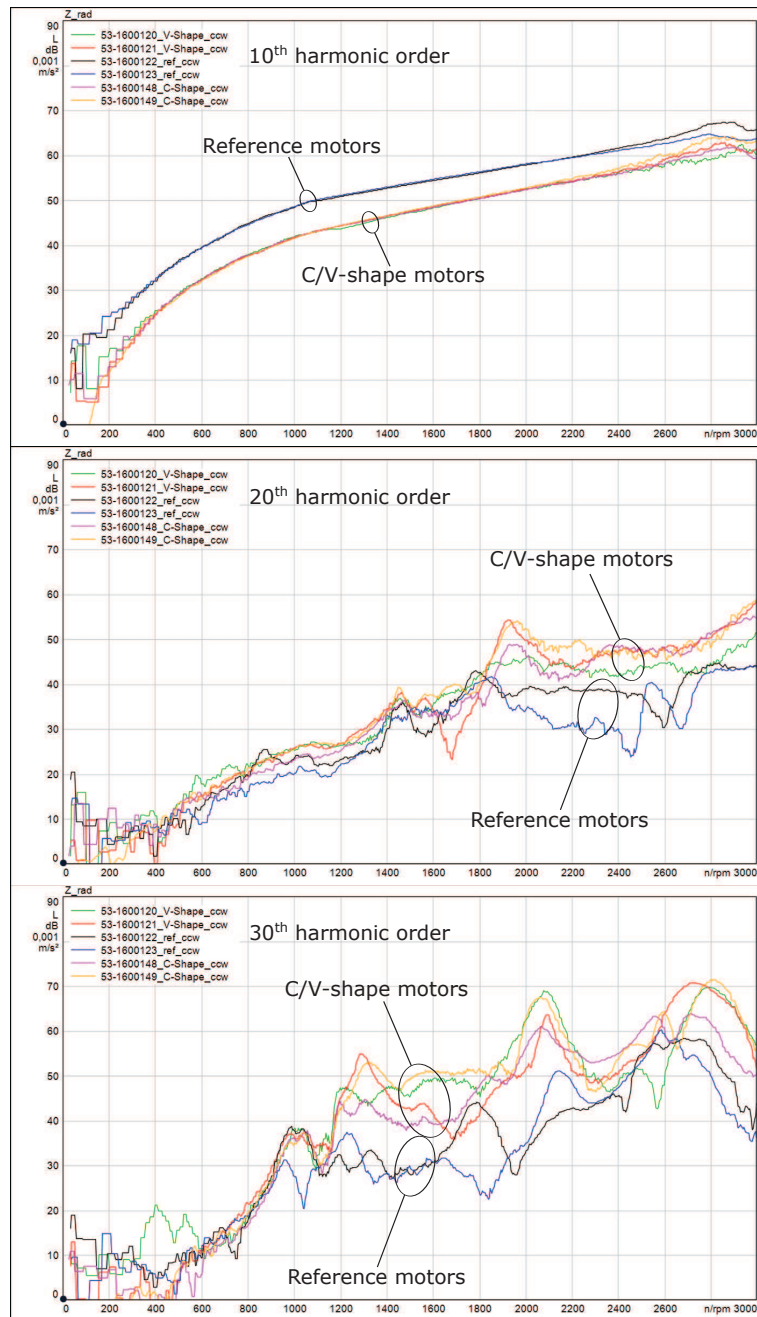 Z_rad
90
L
dB
0,001
m/s²
70
60
50
40
30
20
10
0
53-1600120_V-Shape_ccw
53-1600121_V-Shape_ccw
53-1600122_ref_ccw
53-1600123_ref_ccw
53-1600148_C-Shape_ccw
53-1600149_C-Shape_ccw
10th harmonic order
Reference motors
C/V-shape motors
0 200 400 600 800 1000 1200 1400 1600 1800 2000 2200 2400 2600 n/rpm 3000
Z_rad
90
L
dB
0,001
m/s²
70
60
50
40
30
20
10
0
53-1600120_V-Shape_ccw
53-1600121_V-Shape_ccw
53-1600122_ref_ccw
53-1600123_ref_ccw
53-1600148_C-Shape_ccw
53-1600149_C-Shape_ccw
20th harmonic order
C/V-shape motors
Reference motors
0 200 400 600 800 1000 1200 1400 1600 1800 2000 2200 2400 2600 n/rpm 3000
Z_rad
90
L
dB
0,001
m/s²
70
60
50
40
30
20
10
0
53-1600120_V-Shape_ccw
53-1600121_V-Shape_ccw
53-1600122_ref_ccw
53-1600123_ref_ccw
53-1600148_C-Shape_ccw
53-1600149_C-Shape_ccw
30th harmonic order
C/V-shape motors
Reference motors
0 200 400 600 800 1000 1200 1400 1600 1800 2000 2200 2400 2600 n/rpm 3000